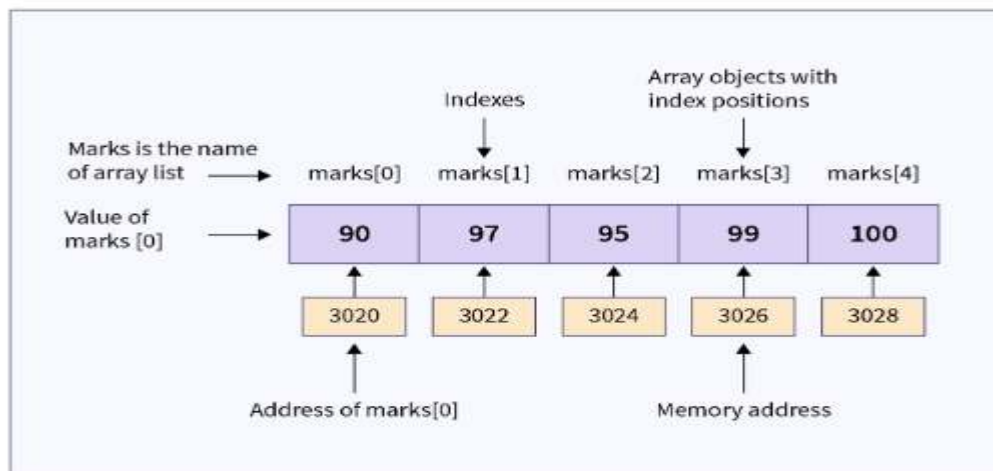 Indexes
Array objects with
index positions
Marks is the name
of array list
marks[0] marks[1] marks[2] marks[3] marks[4]
Value of
marks [0]
90 97 95 99 100
3020 3022 3024 3026 3028
Address of marks[0]
Memory address